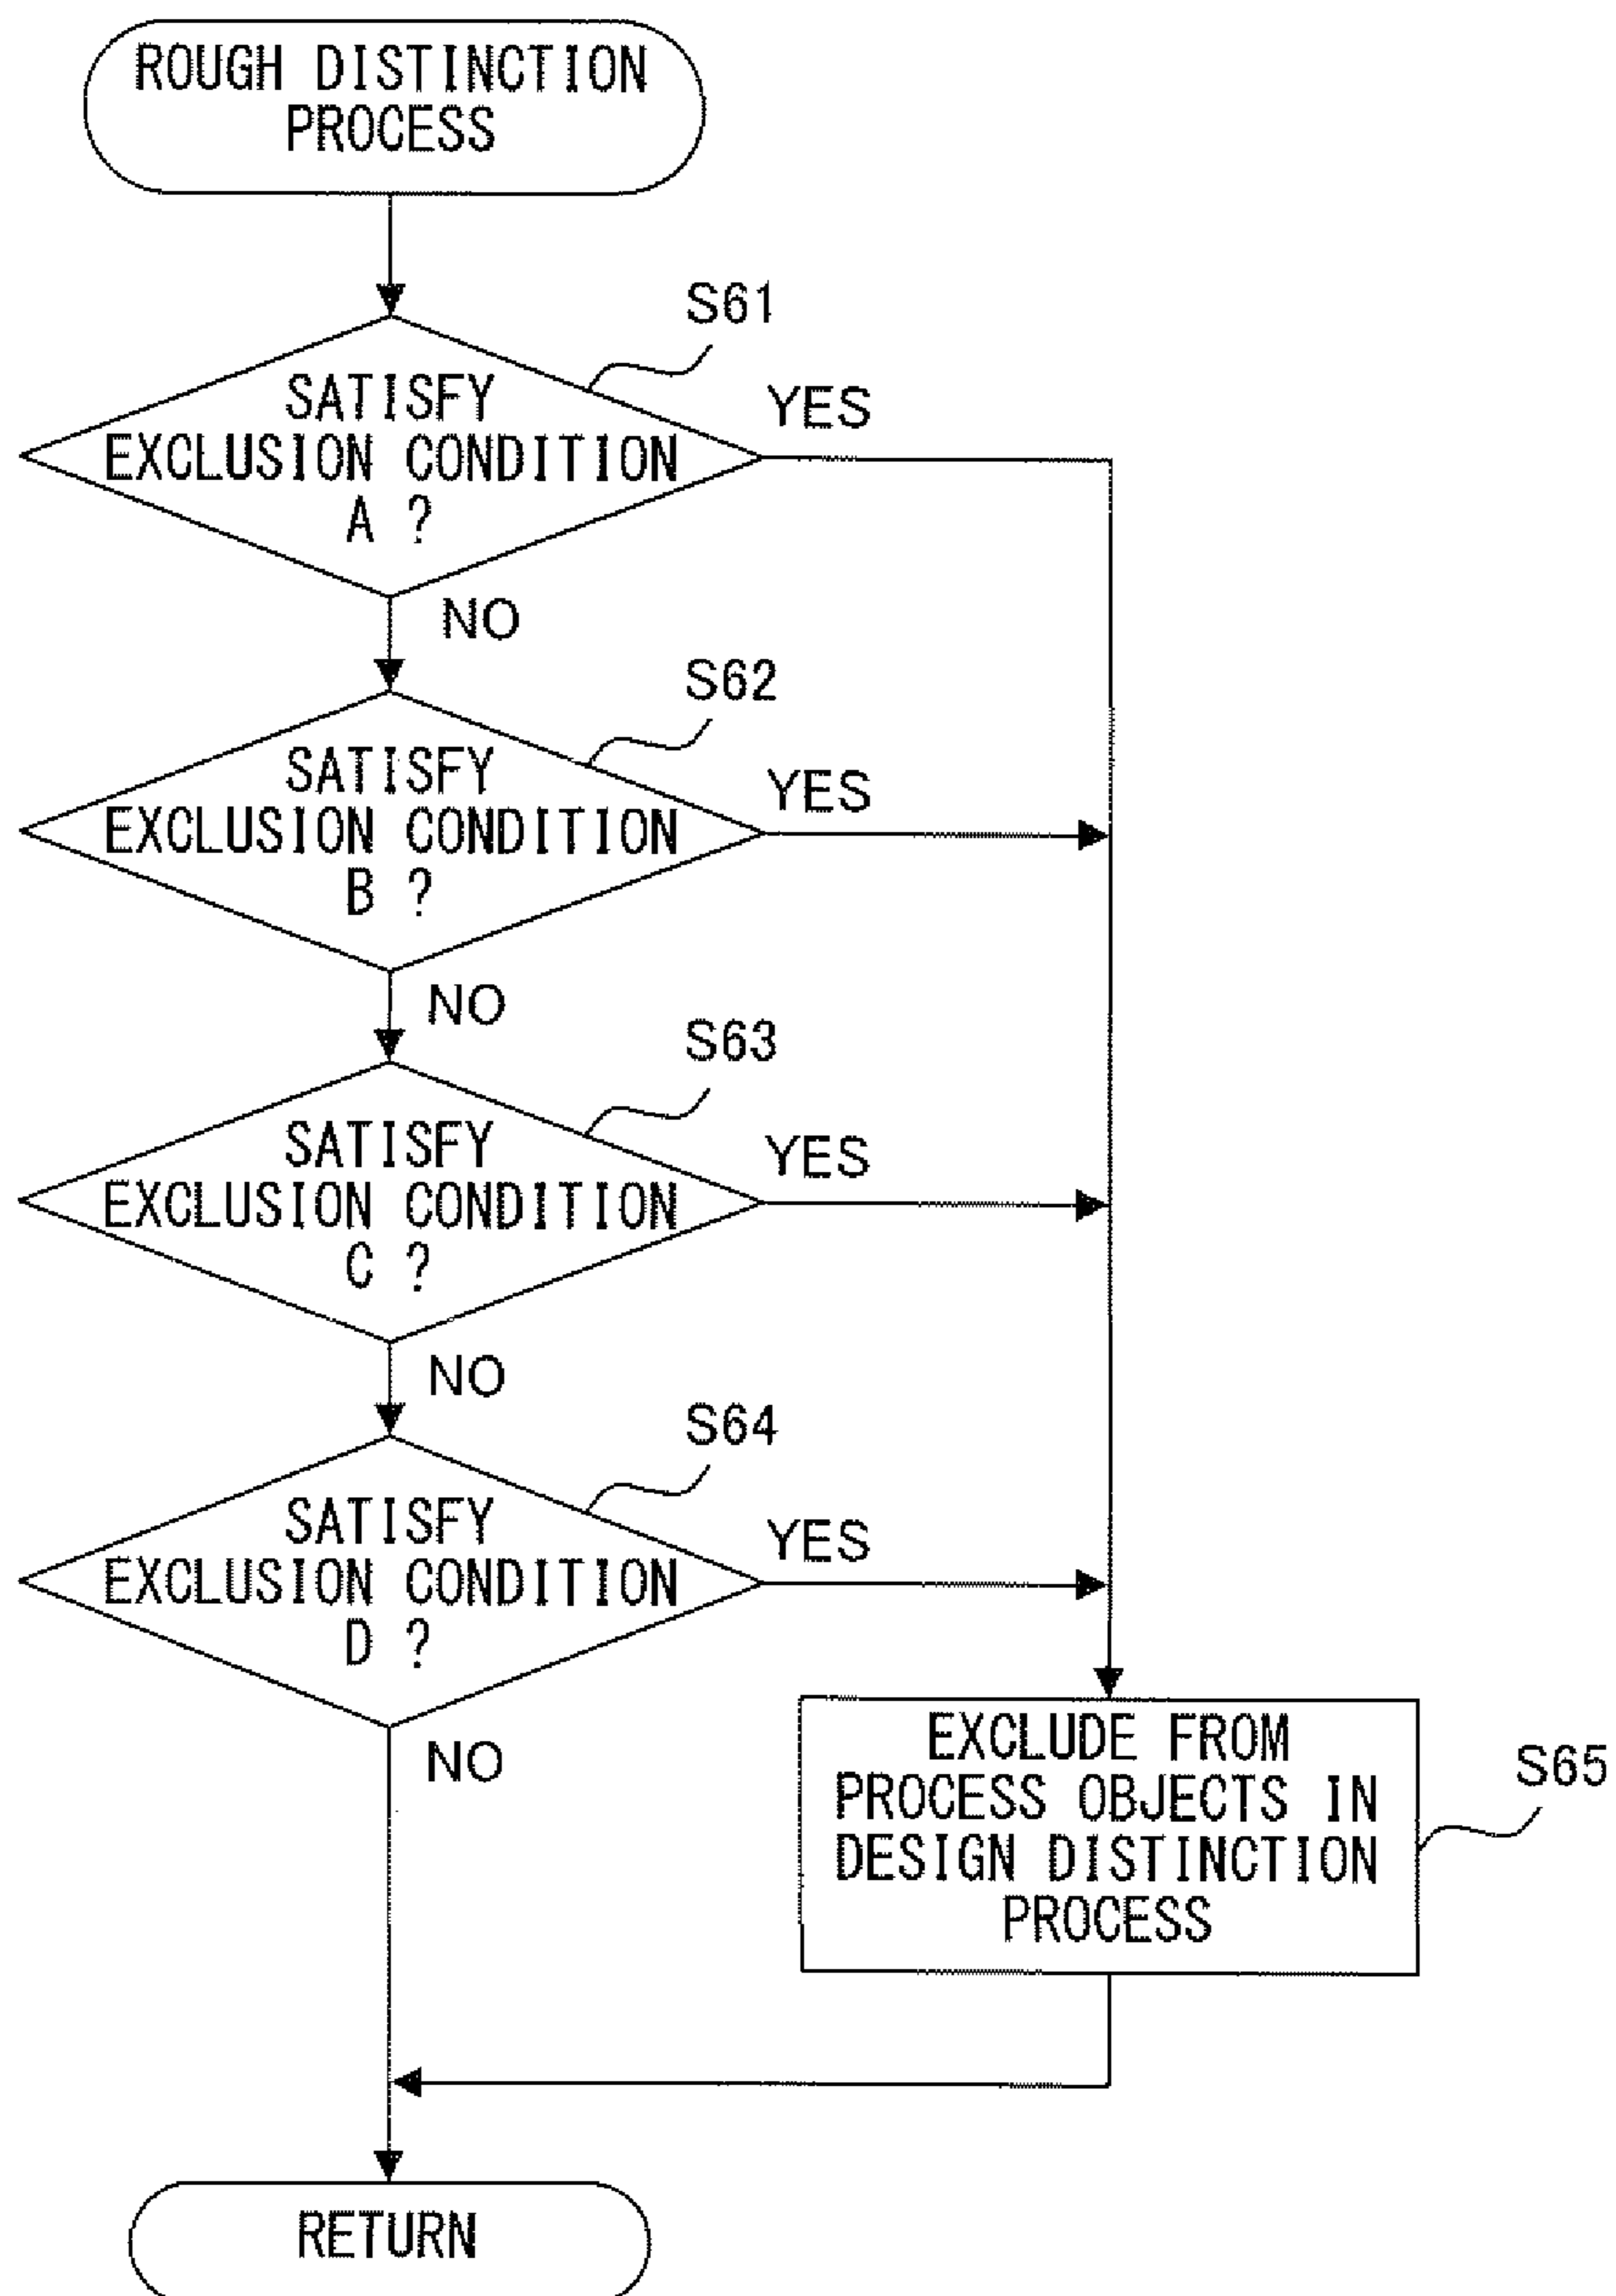 ROUGH DISTINCTION
PROCESS
S61
SATISFY
EXCLUSION CONDITION
A ?
YES
NO
S62
SATISFY
EXCLUSION CONDITION
B ?
YES
NO
S63
SATISFY
EXCLUSION CONDITION
C ?
YES
NO
S64
SATISFY
EXCLUSION CONDITION
D ?
YES
NO
EXCLUDE FROM
PROCESS OBJECTS IN
DESIGN DISTINCTION
PROCESS
S65
RETURN